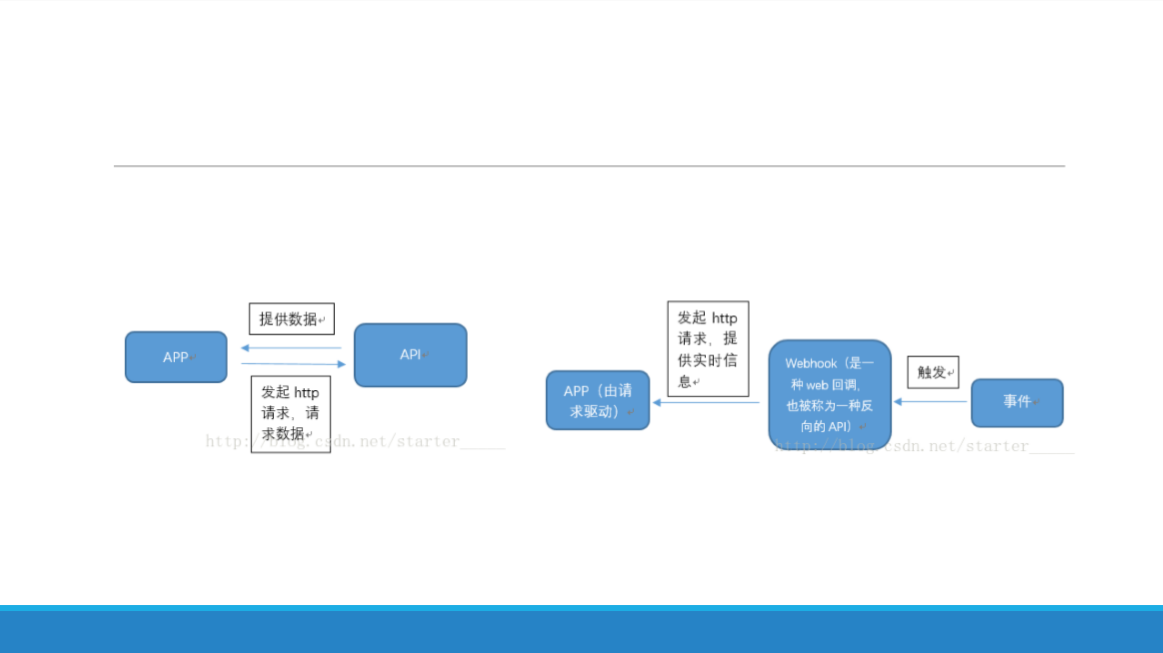 提供数据
APP
API
发起 http
请求，请
求数据
http://blog.csdn.net/starter_____
发起 http
请求，提
供实时信
息
APP（由请
求驱动）
Webhook（是一
种 web 回调，
也被称为一种反
向的 API）
触发
事件
http://blog.csdn.net/starter_____